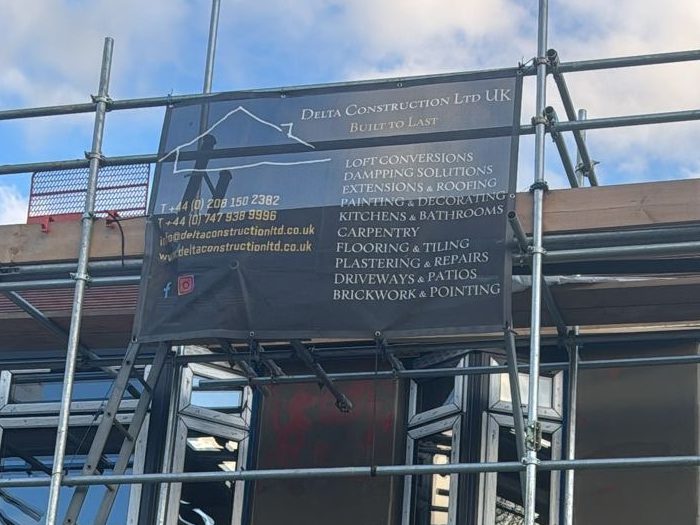 DELTA CONSTRUCTION LTD UK
BUILT TO LAST
LOFT CONVERSIONS
DAMPPING SOLUTIONS
EXTENSIONS & ROOFING
PAINTING & DECORATING
KITCHENS & BATHROOMS
CARPENTRY
FLOORING & TILING
PLASTERING & REPAIRS
DRIVEWAYS & PATIOS
BRICKWORK & POINTING
T +44 (0) 208 150 2382
T +44 (0) 747 938 9996
info@deltaconstructionltd.co.uk
www.deltaconstructionltd.co.uk
f